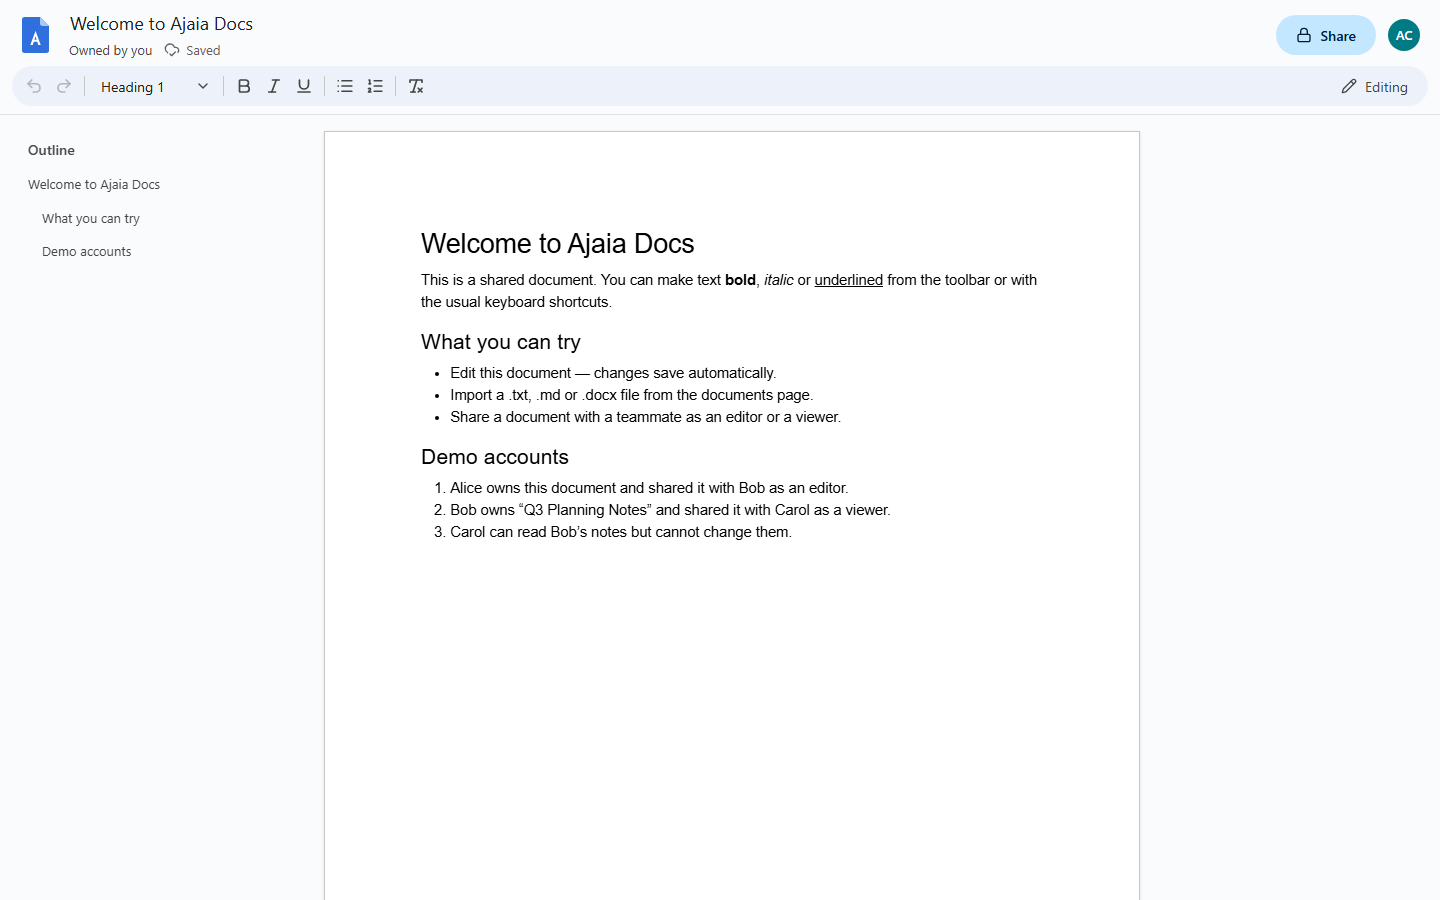 A
Welcome to Ajaia Docs
Owned by you Saved
Share
AC
Heading 1
B I U
Editing
Outline
Welcome to Ajaia Docs
What you can try
Demo accounts
Welcome to Ajaia Docs
This is a shared document. You can make text bold, italic or underlined from the toolbar or with
the usual keyboard shortcuts.
What you can try
• Edit this document — changes save automatically.
• Import a .txt, .md or .docx file from the documents page.
• Share a document with a teammate as an editor or a viewer.
Demo accounts
1. Alice owns this document and shared it with Bob as an editor.
2. Bob owns “Q3 Planning Notes” and shared it with Carol as a viewer.
3. Carol can read Bob’s notes but cannot change them.